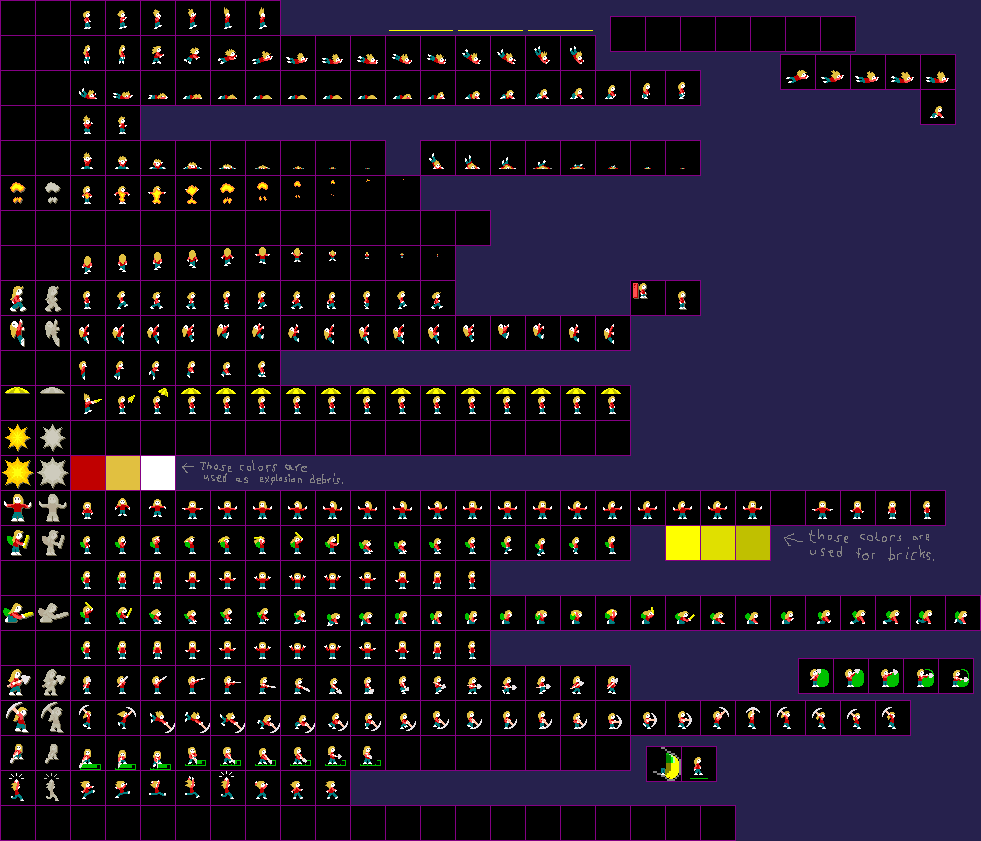 ← Those colors are
used as explosion debris.
← those colors are
used for bricks.